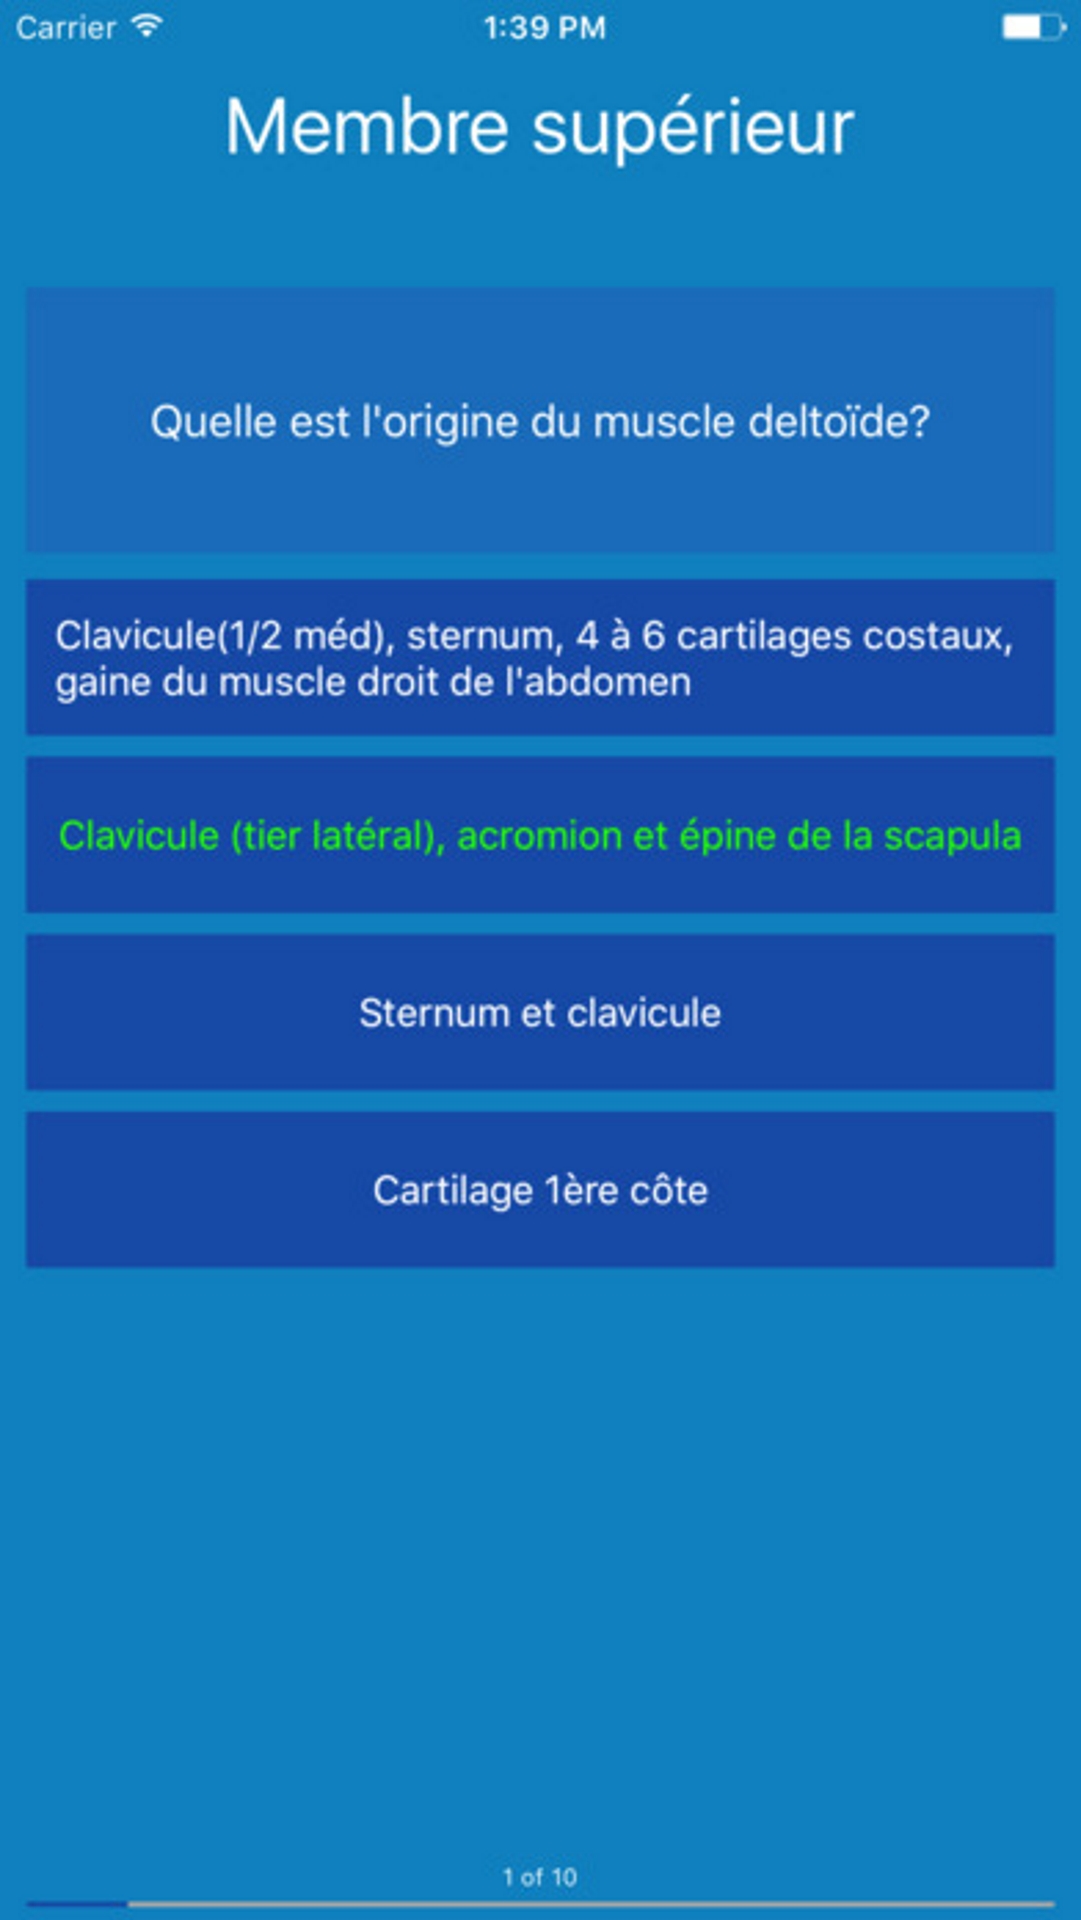 Carrier
1:39 PM
Membre supérieur
Quelle est l'origine du muscle deltoïde?
Clavicule(1/2 méd), sternum, 4 à 6 cartilages costaux,
gaine du muscle droit de l'abdomen
Clavicule (tier latéral), acromion et épine de la scapula
Sternum et clavicule
Cartilage 1ère côte
1 of 10